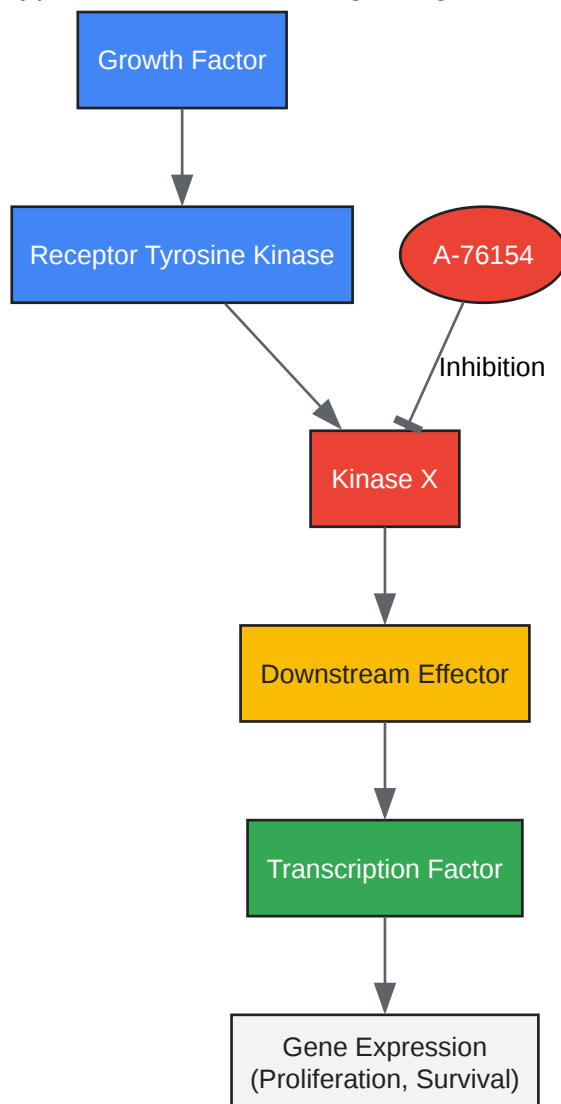 Growth Factor
Receptor Tyrosine Kinase
A-76154
Inhibition
Kinase X
Downstream Effector
Transcription Factor
Gene Expression
(Proliferation, Survival)